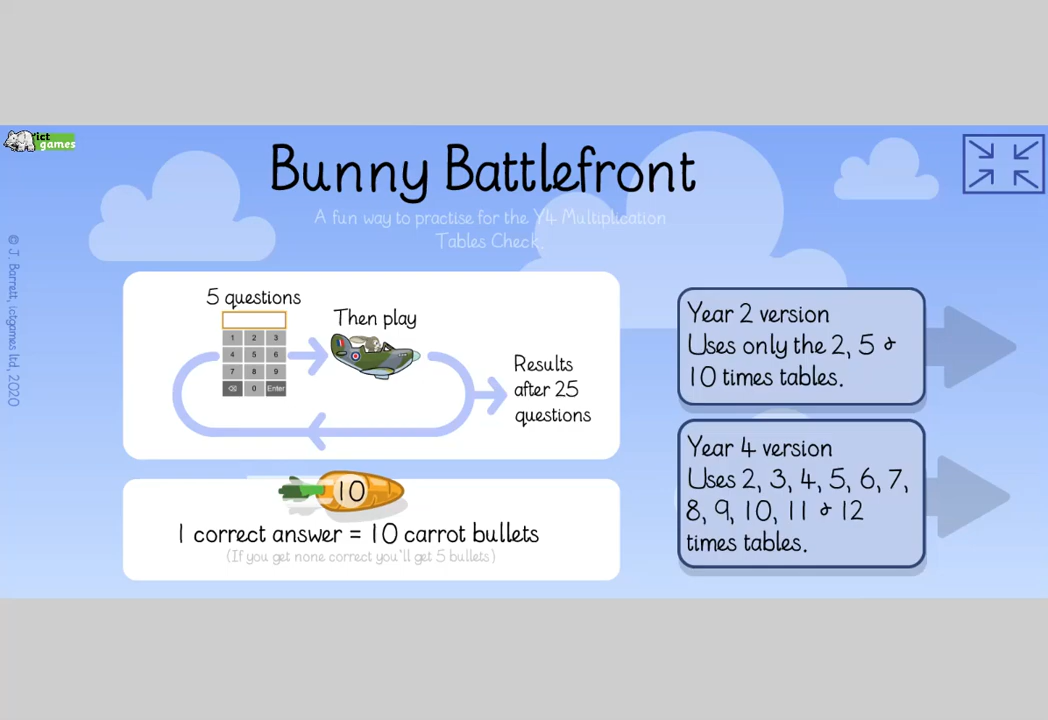 ict
games
Bunny Battlefront
A fun way to practise for the Y4 Multiplication
Tables Check.
© J. Barrett, ictgames ltd, 2020
5 questions
1 2 3
4 5 6
7 8 9
0 Enter
Then play
Results
after 25
questions
10
1 correct answer = 10 carrot bullets
(If you get none correct you'll get 5 bullets)
Year 2 version
Uses only the 2, 5 &
10 times tables.
Year 4 version
Uses 2, 3, 4, 5, 6, 7,
8, 9, 10, 11 & 12
times tables.